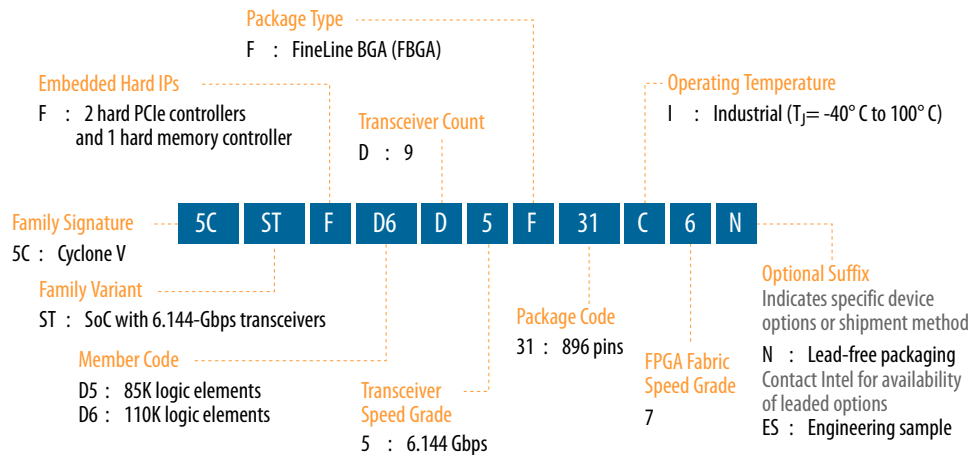 Package Type
F : FineLine BGA (FBGA)
Embedded Hard IPs
F : 2 hard PCIe controllers
and 1 hard memory controller
Transceiver Count
D : 9
Operating Temperature
I : Industrial (TJ= -40° C to 100° C)
5C ST F D6 D 5 F 31 C 6 N
Family Signature
5C : Cyclone V
Family Variant
ST : SoC with 6.144-Gbps transceivers
Member Code
D5 : 85K logic elements
D6 : 110K logic elements
Transceiver
Speed Grade
5 : 6.144 Gbps
Package Code
31 : 896 pins
FPGA Fabric
Speed Grade
7
Optional Suffix
Indicates specific device
options or shipment method
N : Lead-free packaging
Contact Intel for availability
of leaded options
ES : Engineering sample